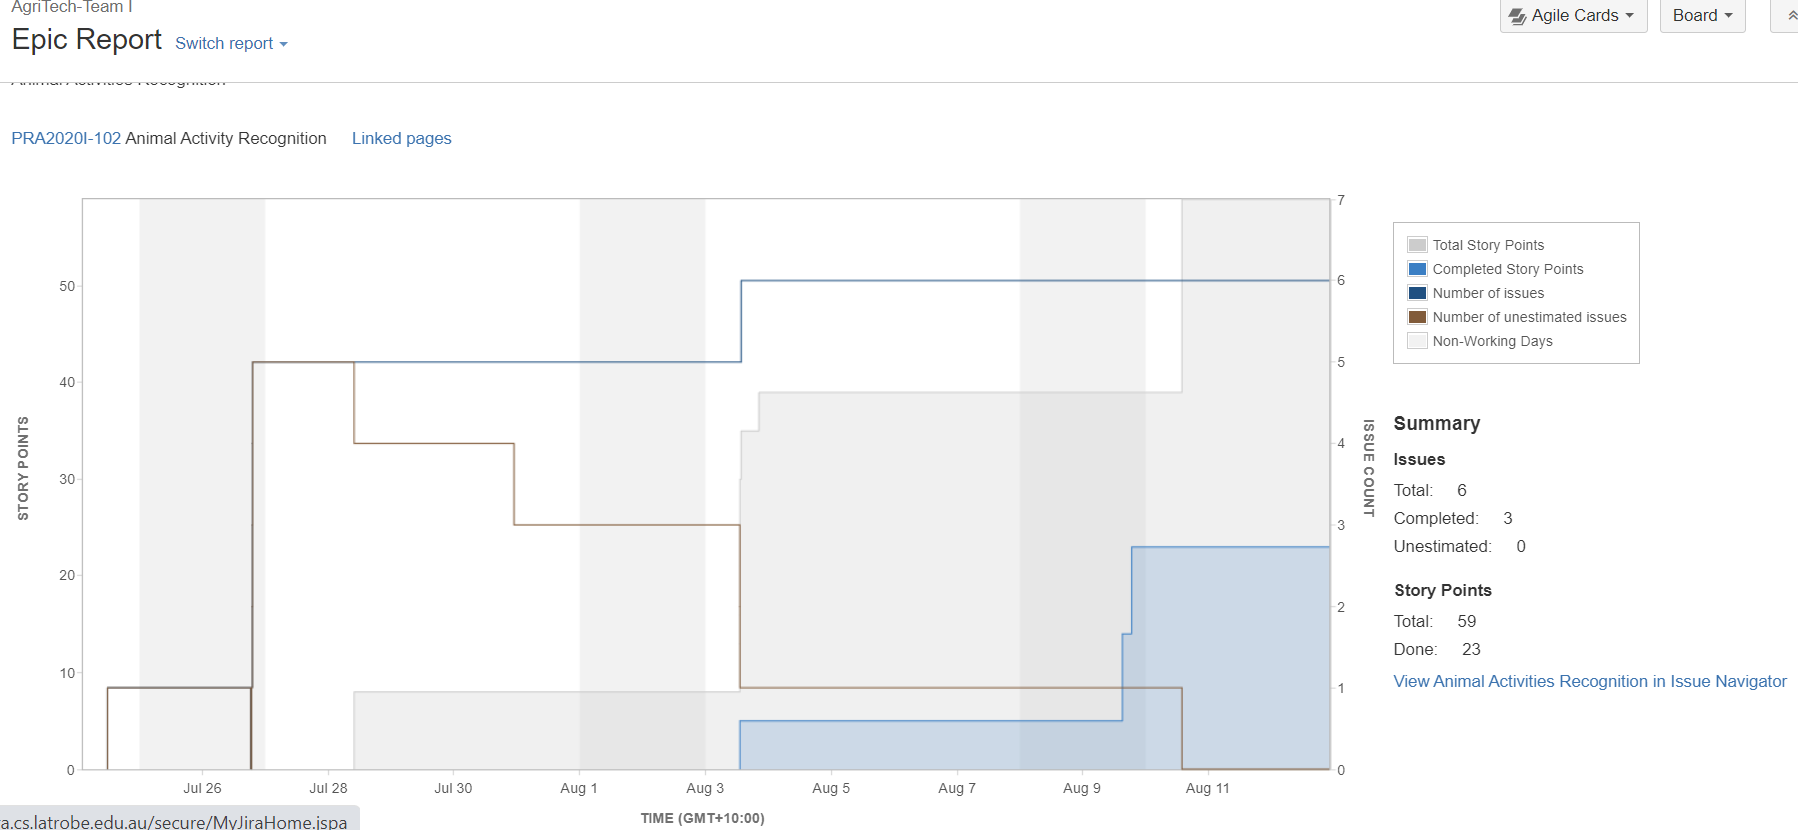 AgriTech-Team I
Epic Report Switch report
Agile Cards Board
Animal Activities Recognition
PRA2020I-102 Animal Activity Recognition Linked pages
STORY POINTS
50
40
30
20
10
0
7
6
5
4
3
2
1
0
ISSUE COUNT
Jul 26 Jul 28 Jul 30 Aug 1 Aug 3 Aug 5 Aug 7 Aug 9 Aug 11
TIME (GMT+10:00)
Total Story Points
Completed Story Points
Number of issues
Number of unestimated issues
Non-Working Days
Summary
Issues
Total: 6
Completed: 3
Unestimated: 0
Story Points
Total: 59
Done: 23
View Animal Activities Recognition in Issue Navigator
a.cs.latrobe.edu.au/secure/MyJiraHome.jspa